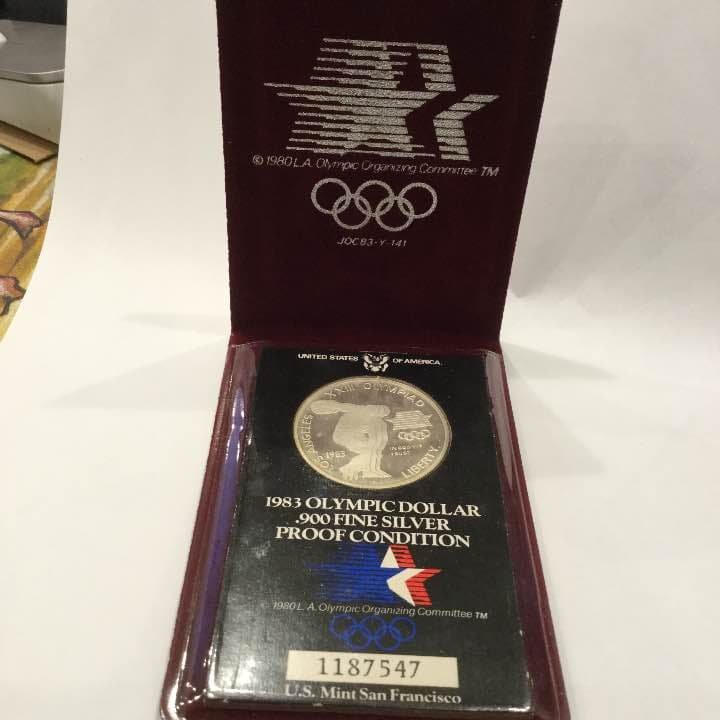 © 1980 L.A. Olympic Organizing Committee TM
JOC83-Y-141
UNITED STATES OF AMERICA
LOS ANGELES XXIII OLYMPIAD
1983
IN GOD WE
TRUST
LIBERTY
1983 OLYMPIC DOLLAR
.900 FINE SILVER
PROOF CONDITION
© 1980 L.A. Olympic Organizing Committee TM
1187547
U.S. Mint San Francisco